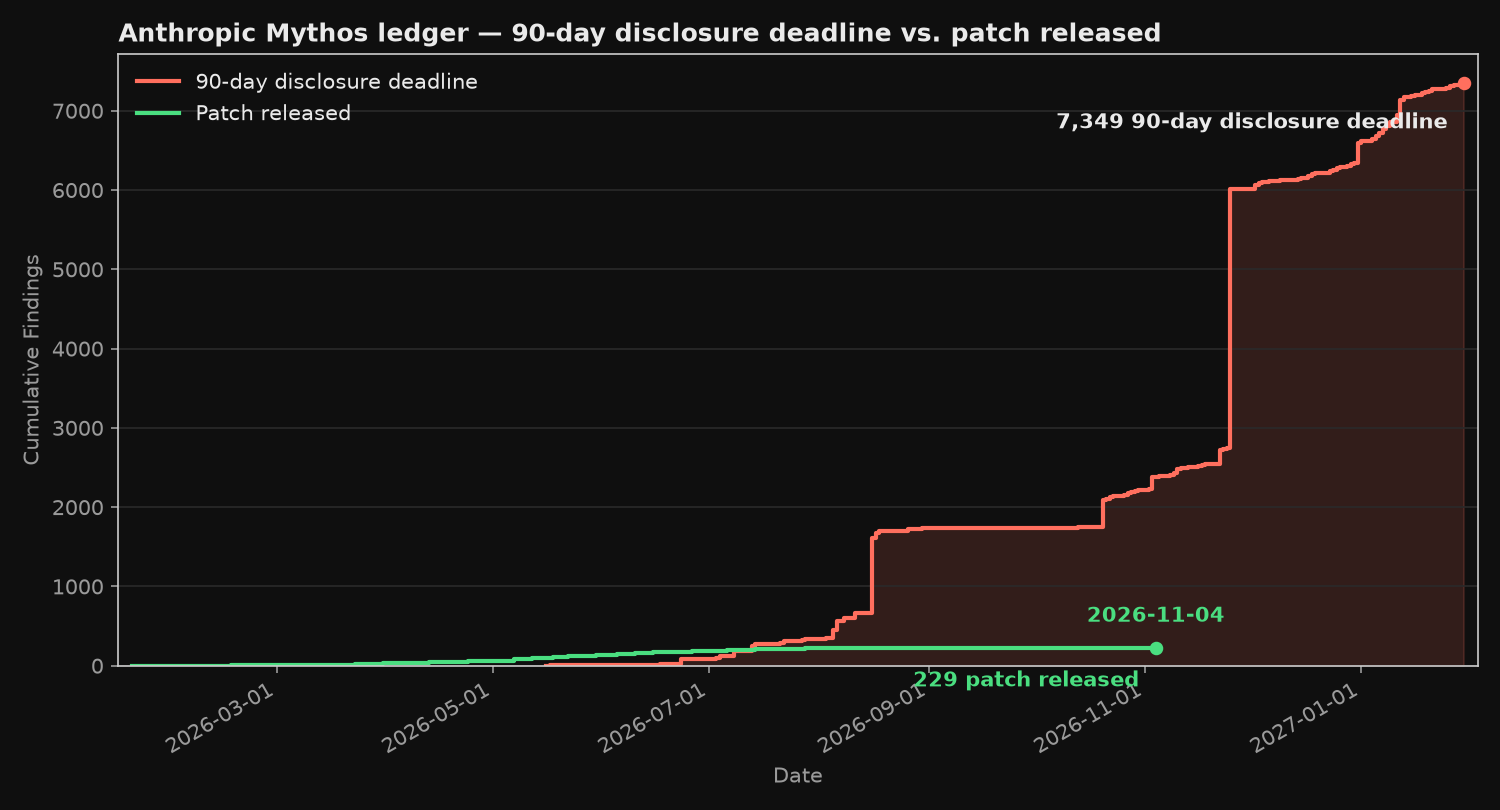 Anthropic Mythos ledger — 90-day disclosure deadline vs. patch released
90-day disclosure deadline
Patch released
7,349 90-day disclosure deadline
2026-11-04
229 patch released
Cumulative Findings
7000
6000
5000
4000
3000
2000
1000
0
2026-03-01
2026-05-01
2026-07-01
2026-09-01
2026-11-01
2027-01-01
Date